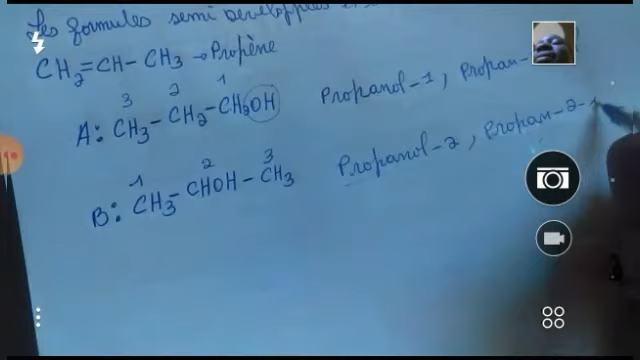 Les formules semi
CH₂=CH-CH₃ → Propène
3 2 1
A: CH₃-CH₂-CH₂OH Propanol-1, Propan-
1 2 3
B: CH₃-CHOH-CH₃ Propanol-2, Propan-2-